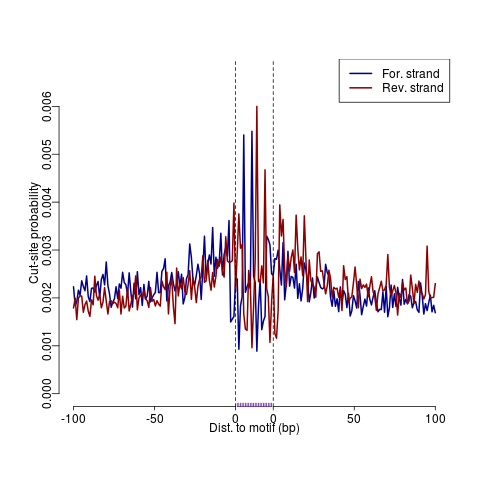 For. strand
Rev. strand
0.006
0.005
0.004
0.003
0.002
0.001
0.000
Cut-site probability
-100 -50 0 0 50 100
Dist. to motif (bp)